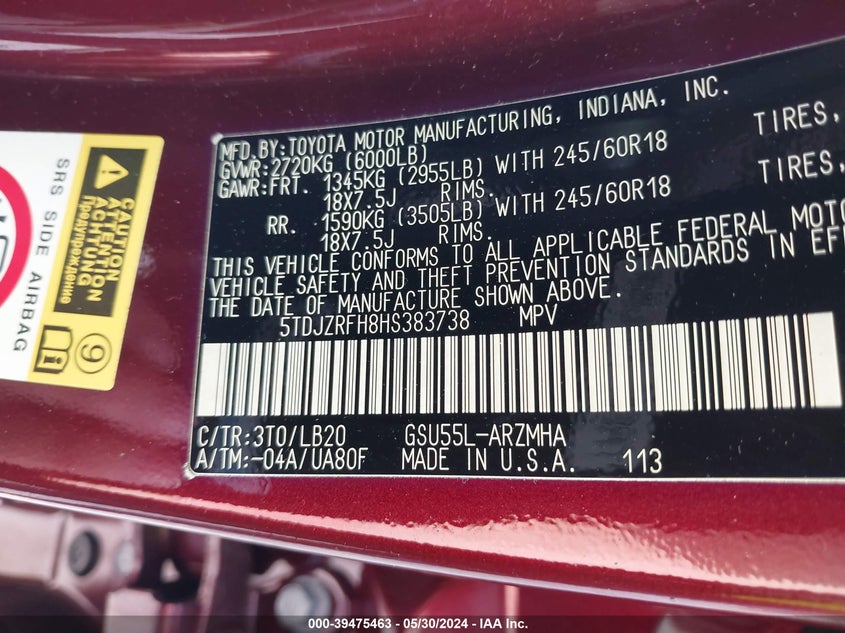 MFD.BY:TOYOTA MOTOR MANUFACTURING, INDIANA, INC.
GVWR:2720KG (6000LB)
GAWR:FRT. 1345KG (2955LB) WITH 245/60R18 TIRES,
18X7.5J RIMS.
RR. 1590KG (3505LB) WITH 245/60R18 TIRES,
18X7.5J RIMS.
THIS VEHICLE CONFORMS TO ALL APPLICABLE FEDERAL MOTO
VEHICLE SAFETY AND THEFT PREVENTION STANDARDS IN EF
THE DATE OF MANUFACTURE SHOWN ABOVE.
5TDJZRFH8HS383738 MPV
C/TR:3T0/LB20 GSU55L-ARZMHA
A/TM:-04A/UA80F MADE IN U.S.A. 113
SRS SIDE AIRBAG
CAUTION
ATTENTION
ACHTUNG
Предупреждение
9
000-39475463 - 05/30/2024 - IAA Inc.